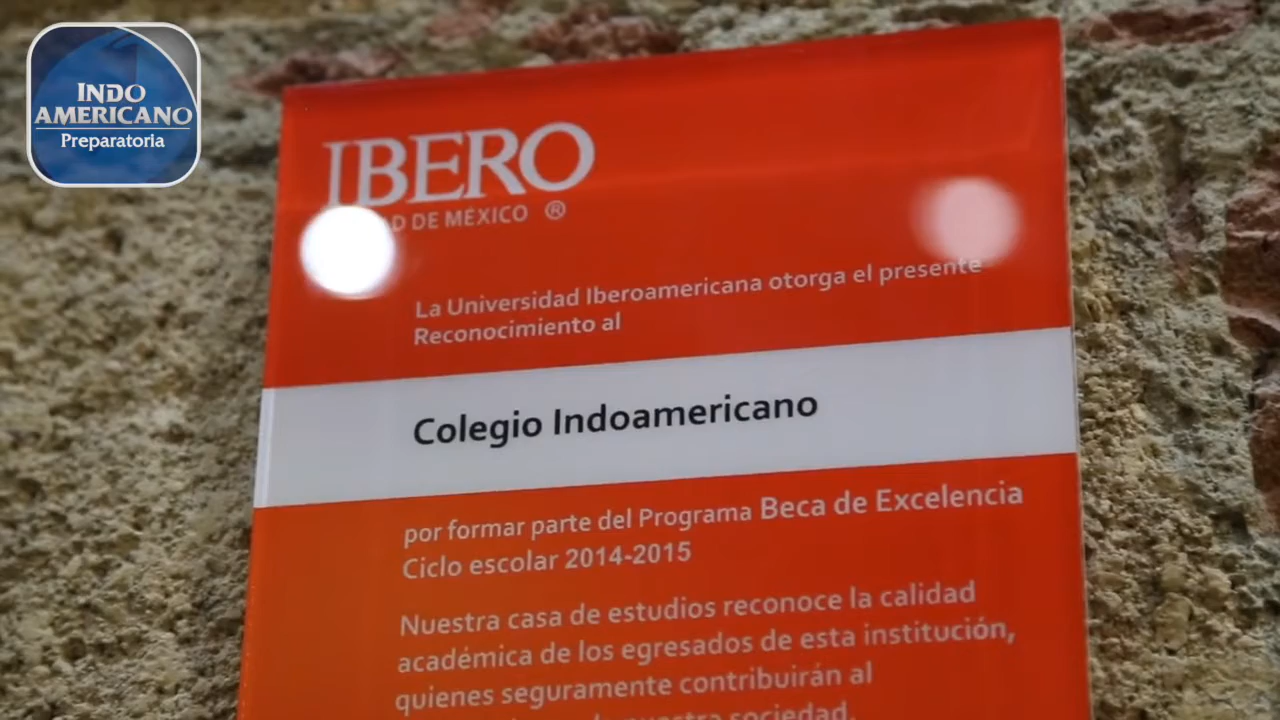 INDO
AMERICANO
Preparatoria
IBERO
DE MÉXICO ®
La Universidad Iberoamericana otorga el presente
Reconocimiento al
Colegio Indoamericano
por formar parte del Programa Beca de Excelencia
Ciclo escolar 2014-2015
Nuestra casa de estudios reconoce la calidad
académica de los egresados de esta institución,
quienes seguramente contribuirán al
nuestra sociedad.